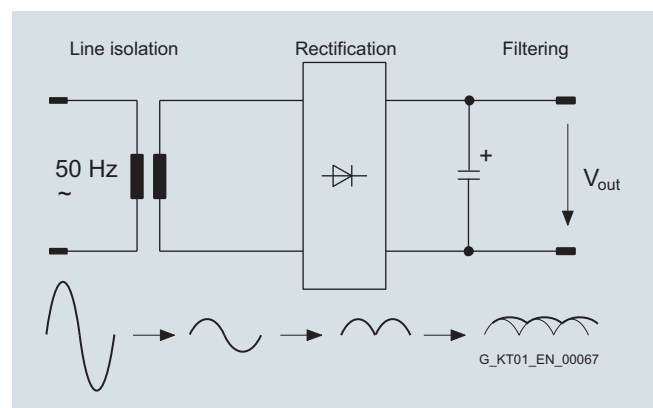 Line isolation
Rectification
Filtering
50 Hz
~
+
Vout
G_KT01_EN_00067